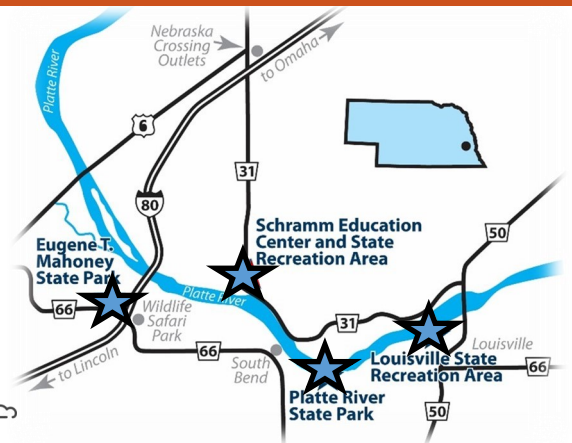 Nebraska
Crossing
Outlets
to Omaha
Platte River
6
31
80
50
Schramm Education
Center and State
Recreation Area
Eugene T.
Mahoney
State Park
Platte River
66
Wildlife
Safari
Park
31
66
South
Bend
Louisville
Louisville State
Recreation Area
66
to Lincoln
Platte River
State Park
50